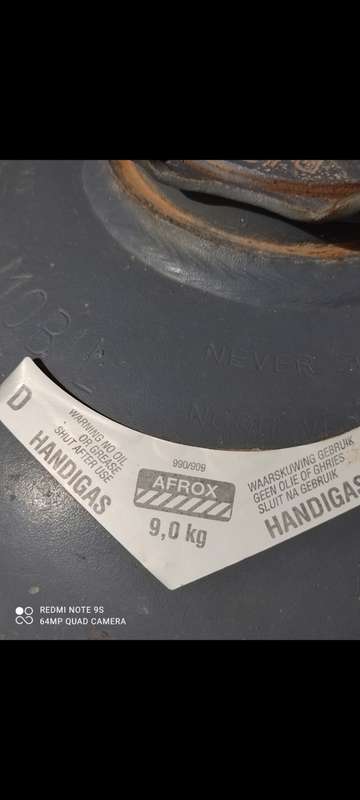 NEVER
D
WARNING NO OIL
OR GREASE
SHUT AFTER USE
HANDIGAS
990/909
AFROX
9,0 kg
WAARSKUWING GEBRUIK
GEEN OLIE OF GHRIES
SLUIT NA GEBRUIK
HANDIGAS
REDMI NOTE 9S
64MP QUAD CAMERA